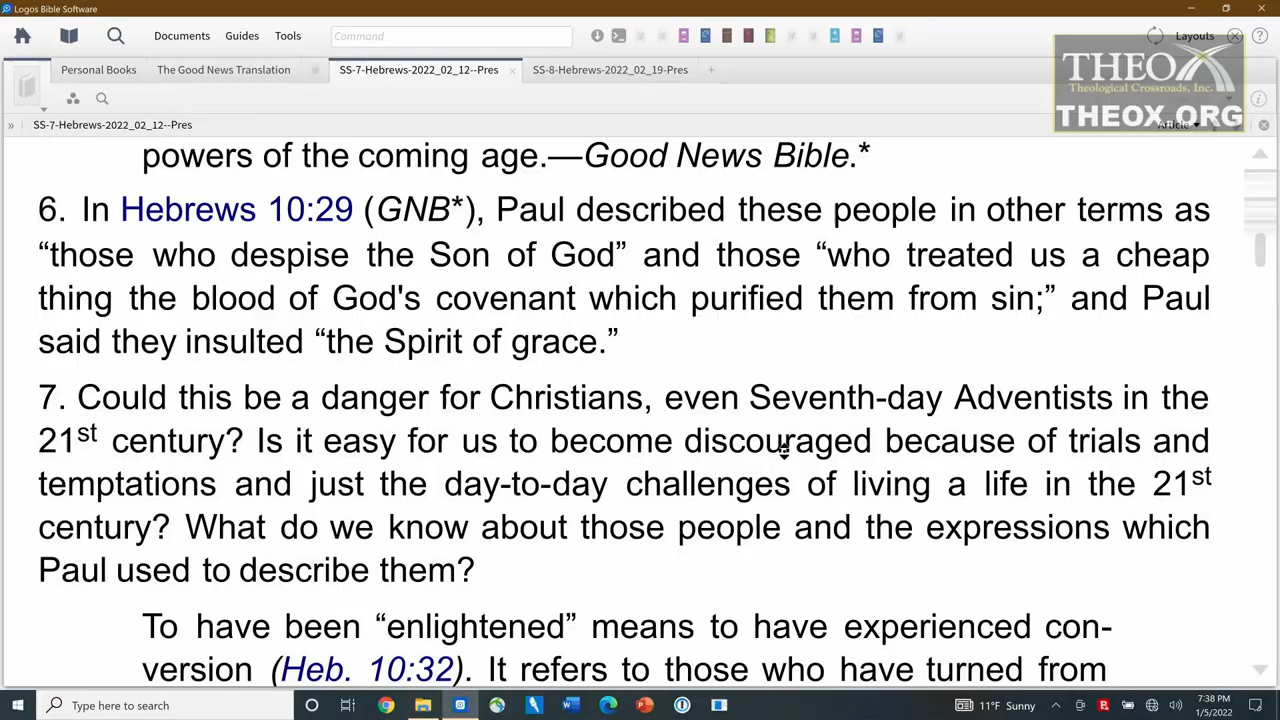 Logos Bible Software
Documents Guides Tools Command Layouts
Personal Books The Good News Translation SS-7-Hebrews-2022_02_12--Pres SS-8-Hebrews-2022_02_19-Pres
THEOX
Theological Crossroads, Inc.
THEOX.ORG
SS-7-Hebrews-2022_02_12--Pres Article
powers of the coming age.—Good News Bible.*
6. In Hebrews 10:29 (GNB*), Paul described these people in other terms as
“those who despise the Son of God” and those “who treated us a cheap
thing the blood of God's covenant which purified them from sin;” and Paul
said they insulted “the Spirit of grace.”
7. Could this be a danger for Christians, even Seventh-day Adventists in the
21st century? Is it easy for us to become discouraged because of trials and
temptations and just the day-to-day challenges of living a life in the 21st
century? What do we know about those people and the expressions which
Paul used to describe them?
To have been “enlightened” means to have experienced con-
version (Heb. 10:32). It refers to those who have turned from
Type here to search 11°F Sunny 7:38 PM
1/5/2022